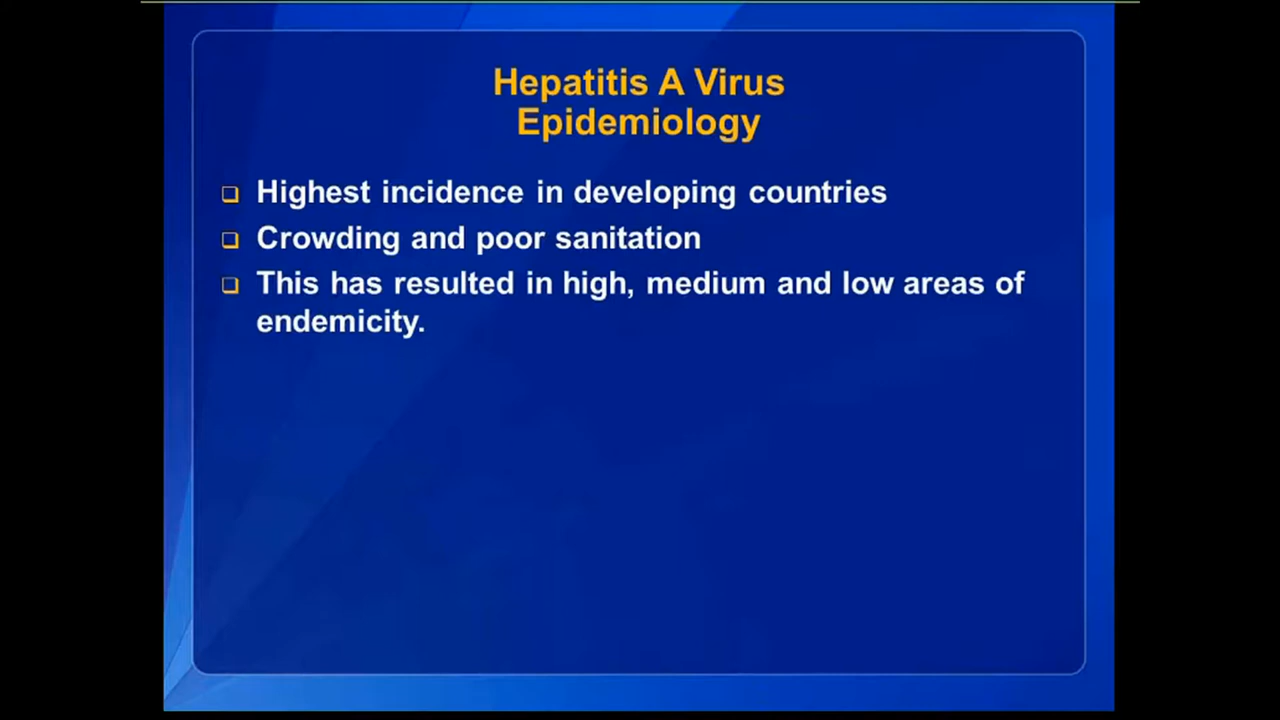 Hepatitis A Virus
Epidemiology
Highest incidence in developing countries
Crowding and poor sanitation
This has resulted in high, medium and low areas of
endemicity.